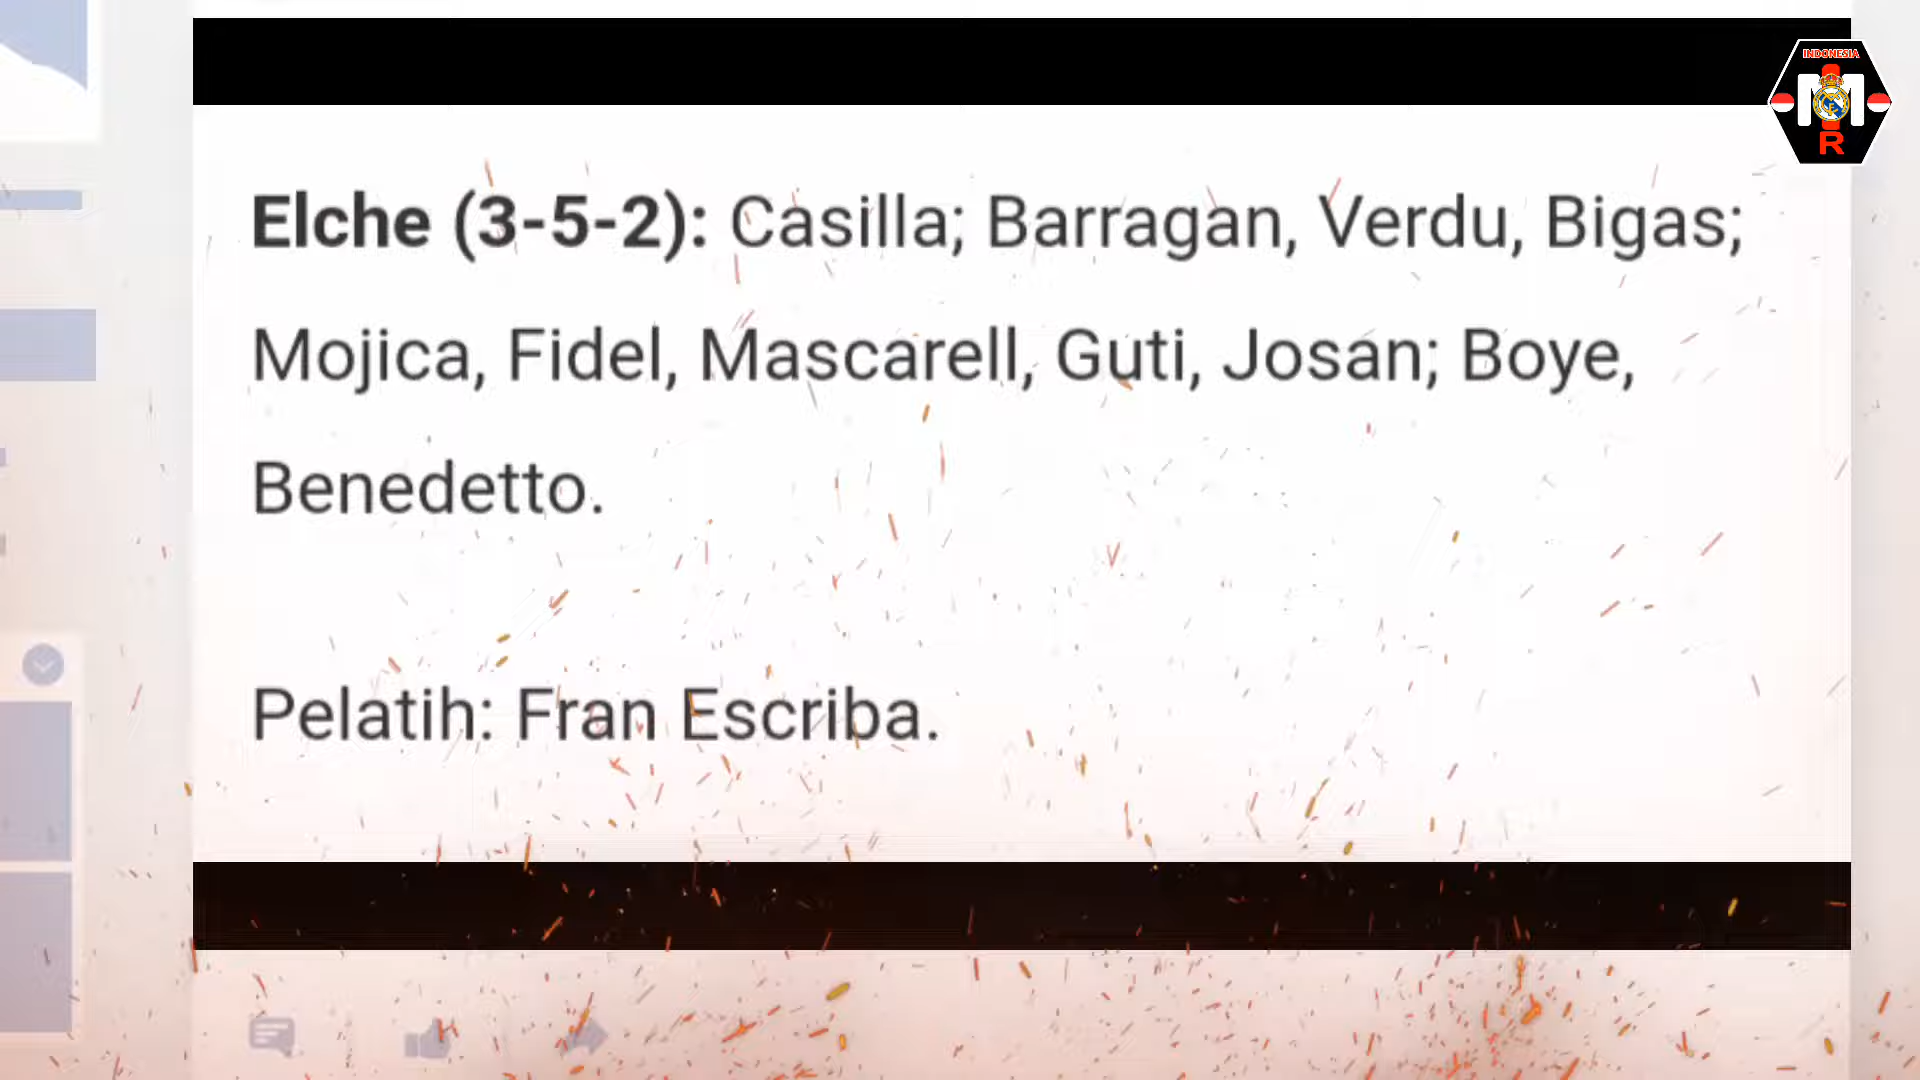 INDONESIA
M
R
Elche (3-5-2): Casilla; Barragan, Verdu, Bigas;
Mojica, Fidel, Mascarell, Guti, Josan; Boye,
Benedetto.
Pelatih: Fran Escriba.